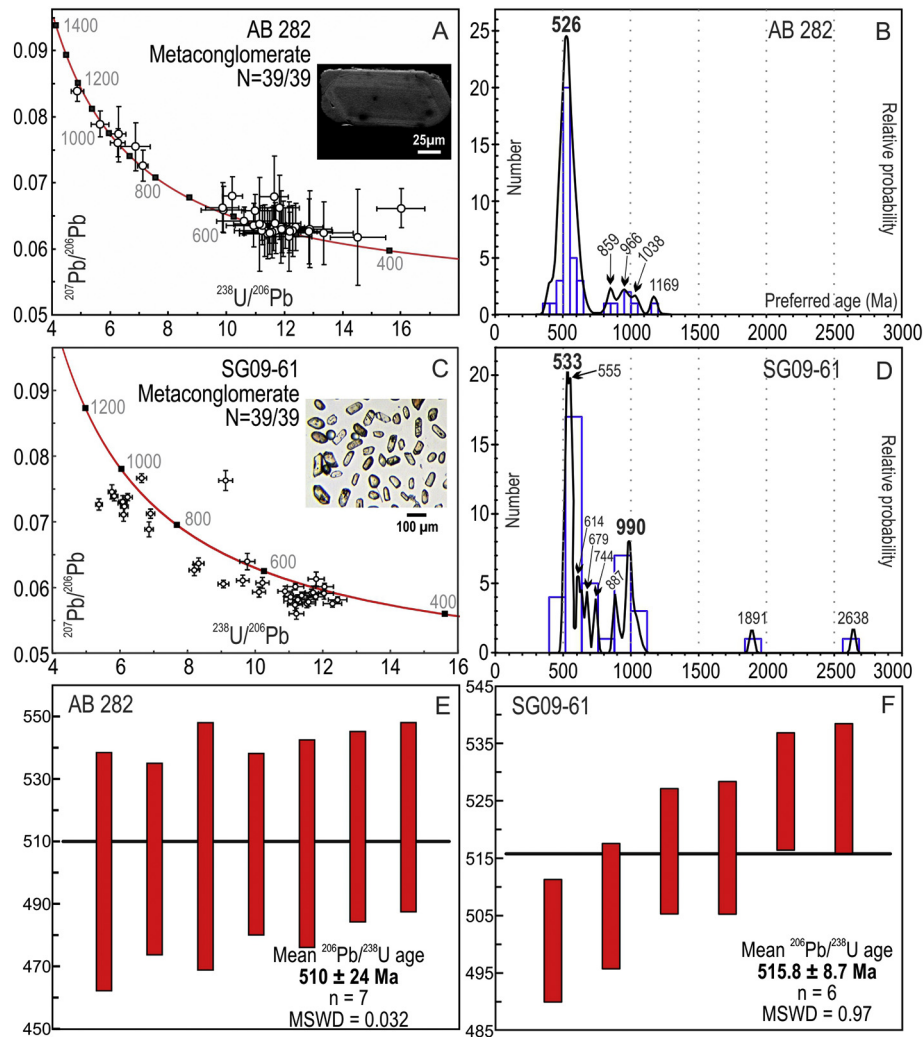 AB 282
A
Metaconglomerate
N=39/39
25µm
1400
1200
1000
800
600
400
0.09
0.08
0.07
0.06
0.05
²⁰⁷Pb/²⁰⁶Pb
²³⁸U/²⁰⁶Pb
4 6 8 10 12 14 16
526
AB 282
B
25
20
15
10
5
0
Number
Relative probability
859
966
1038
1169
Preferred age (Ma)
0 500 1000 1500 2000 2500 3000
SG09-61
C
Metaconglomerate
N=39/39
100 µm
1200
1000
800
600
400
0.09
0.08
0.07
0.06
0.05
²⁰⁷Pb/²⁰⁶Pb
²³⁸U/²⁰⁶Pb
4 6 8 10 12 14 16
533
555
SG09-61
D
20
15
10
5
0
Number
Relative probability
614
679
744
887
990
1891
2638
0 500 1000 1500 2000 2500 3000
AB 282
E
550
530
510
490
470
450
Mean ²⁰⁶Pb/²³⁸U age
510 ± 24 Ma
n = 7
MSWD = 0.032
SG09-61
F
545
535
525
515
505
495
485
Mean ²⁰⁶Pb/²³⁸U age
515.8 ± 8.7 Ma
n = 6
MSWD = 0.97